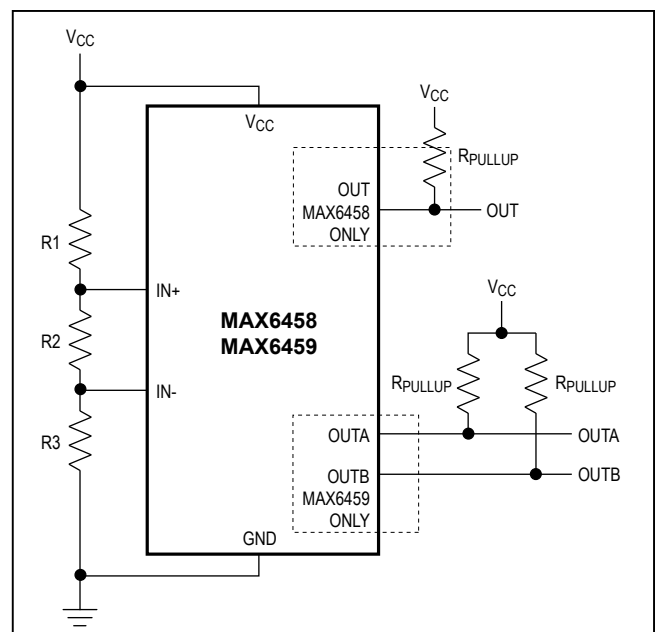 VCC
VCC
VCC
RPULLUP
OUT
MAX6458
ONLY
OUT
R1
IN+
MAX6458
MAX6459
R2
IN-
R3
VCC
RPULLUP
RPULLUP
OUTA
OUTA
OUTB
OUTB
MAX6459
ONLY
GND